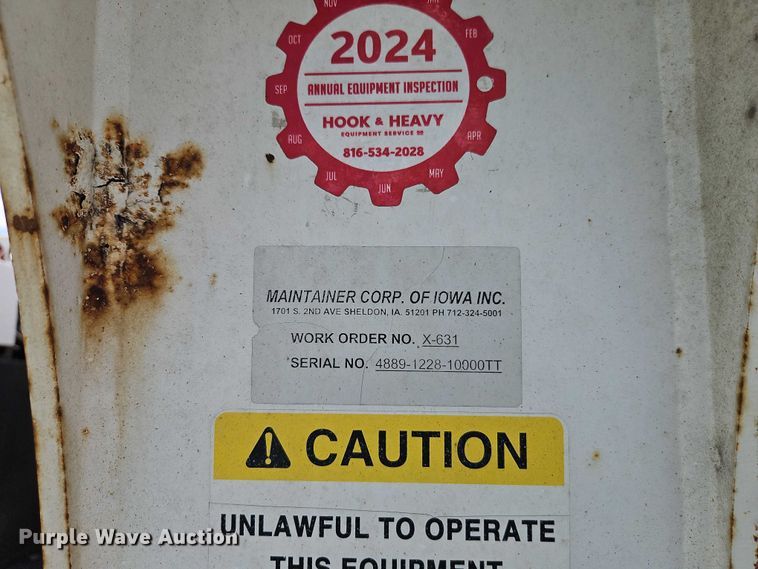 NOV
JAN
OCT
2024
FEB
SEP
ANNUAL EQUIPMENT INSPECTION
HOOK & HEAVY
EQUIPMENT SERVICE
AUG
APR
816-534-2028
JUL
JUN
MAY
MAINTAINER CORP. OF IOWA INC.
1701 S. 2ND AVE SHELDON, IA. 51201 PH 712-324-5001
WORK ORDER NO. X-631
SERIAL NO. 4889-1228-10000TT
CAUTION
UNLAWFUL TO OPERATE
THIS EQUIPMENT
Purple Wave Auction